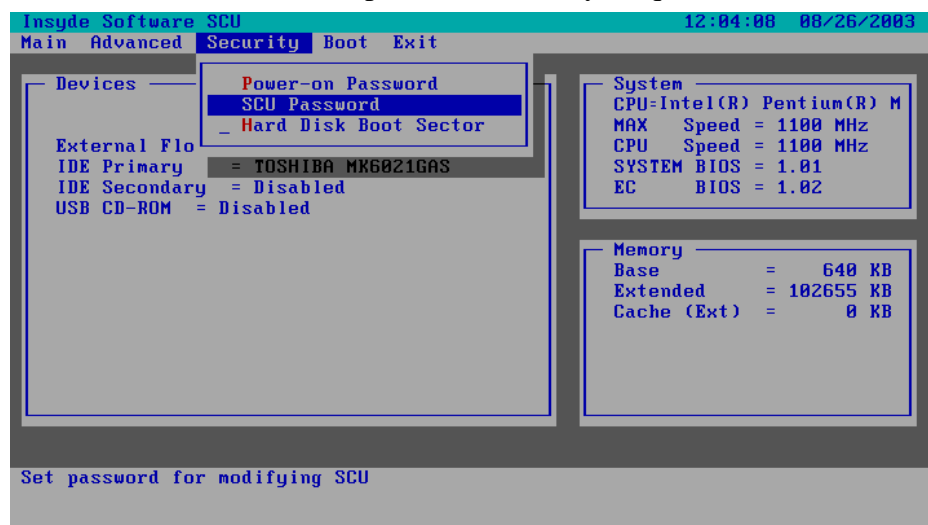 Insyde Software SCU 12:04:08 08/26/2003
Main Advanced Security Boot Exit
Devices
Power-on Password
SCU Password
_ Hard Disk Boot Sector
External Flo
IDE Primary = TOSHIBA MK6021GAS
IDE Secondary = Disabled
USB CD-ROM = Disabled
System
CPU=Intel(R) Pentium(R) M
MAX Speed = 1100 MHz
CPU Speed = 1100 MHz
SYSTEM BIOS = 1.01
EC BIOS = 1.02
Memory
Base = 640 KB
Extended = 102655 KB
Cache (Ext) = 0 KB
Set password for modifying SCU